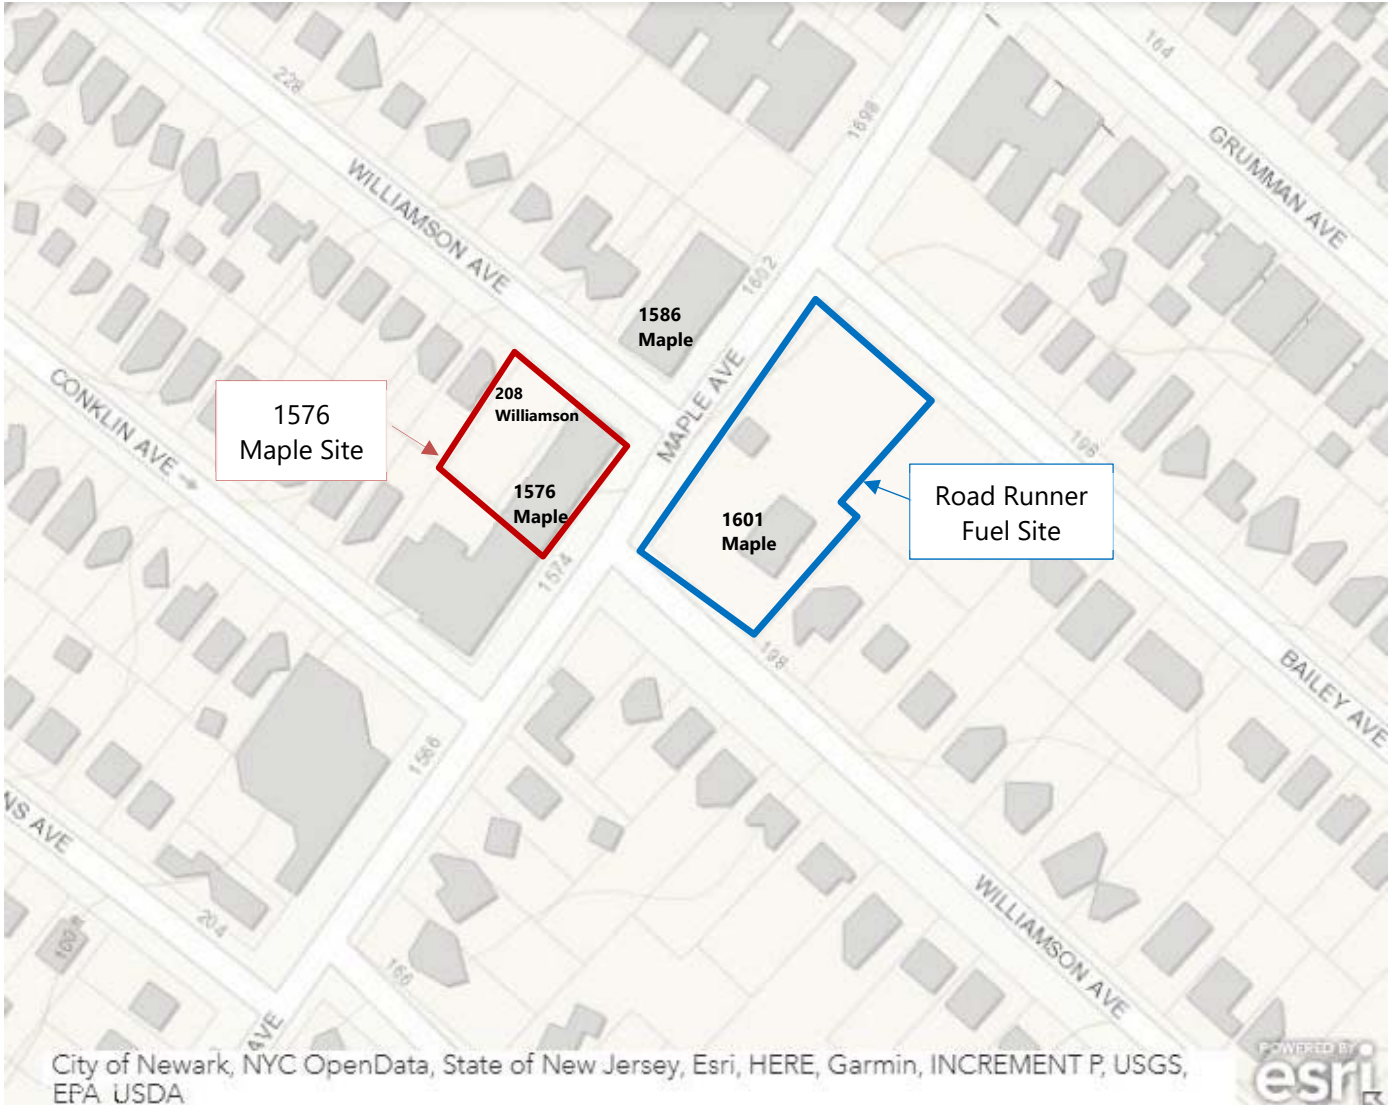 164
GRUMMAN AVE
228
1698
WILLIAMSON AVE
1602
1586
Maple
MAPLE AVE
CONKLIN AVE
1576
Maple Site
208
Williamson
1576
Maple
1574
1601
Maple
196
Road Runner
Fuel Site
198
BAILEY AVE
1566
NS AVE
204
166
WILLIAMSON AVE
AVE
City of Newark, NYC OpenData, State of New Jersey, Esri, HERE, Garmin, INCREMENT P, USGS,
EPA, USDA
POWERED BY
esri